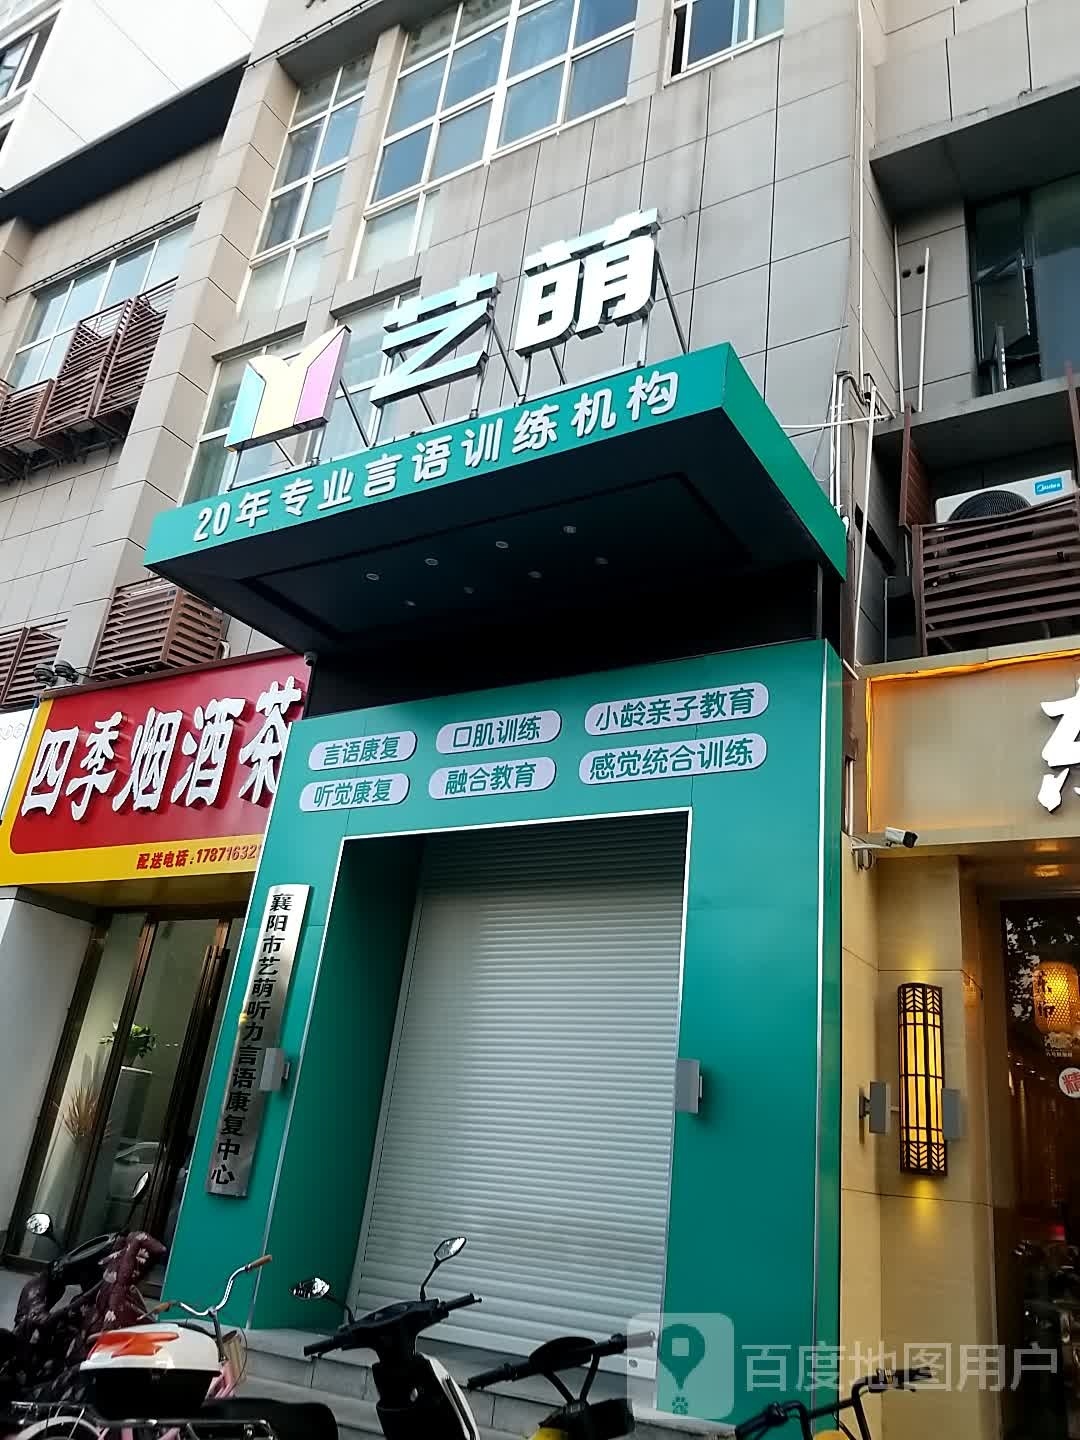 艺萌
20年专业言语训练机构
言语康复 口肌训练 小龄亲子教育
听觉康复 融合教育 感觉统合训练
襄阳市艺萌听力言语康复中心
四季烟酒茶
配送电话:17871632
Midea
精
百度地图用户